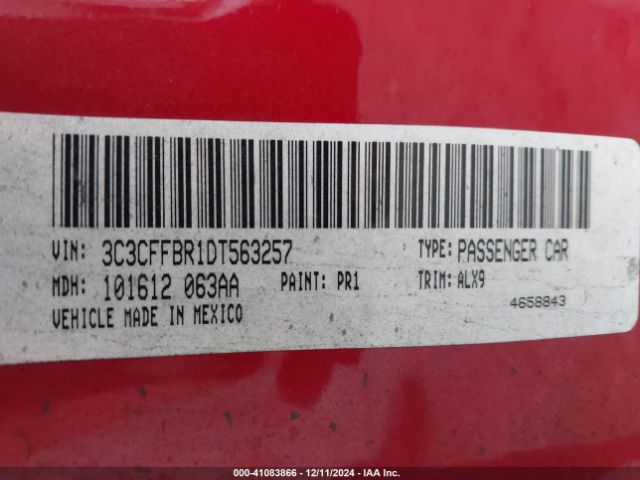 VIN: 3C3CFFBR1DT563257 TYPE: PASSENGER CAR
MDH: 101612 063AA PAINT: PR1 TRIM: ALX9
4658843
VEHICLE MADE IN MEXICO
000-41083866 - 12/11/2024 - IAA Inc.